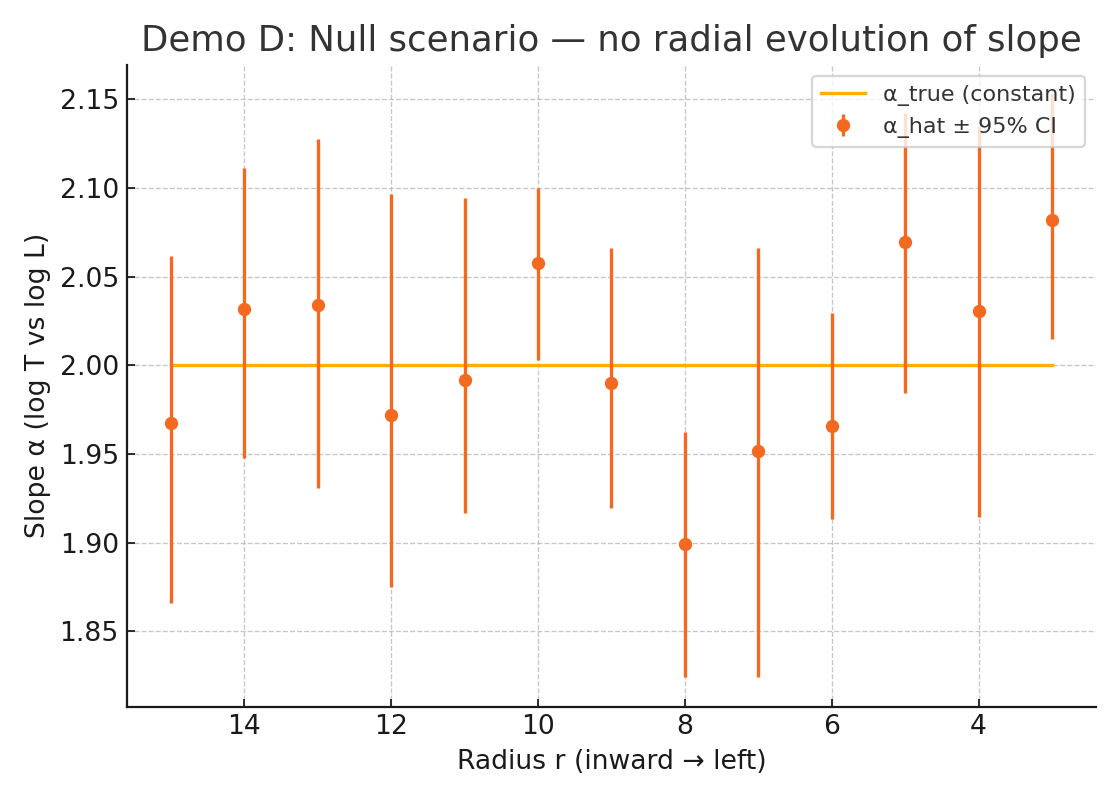 Demo D: Null scenario — no radial evolution of slope
α_true (constant)
α_hat ± 95% CI
Slope α (log T vs log L)
2.15
2.10
2.05
2.00
1.95
1.90
1.85
14 12 10 8 6 4
Radius r (inward → left)